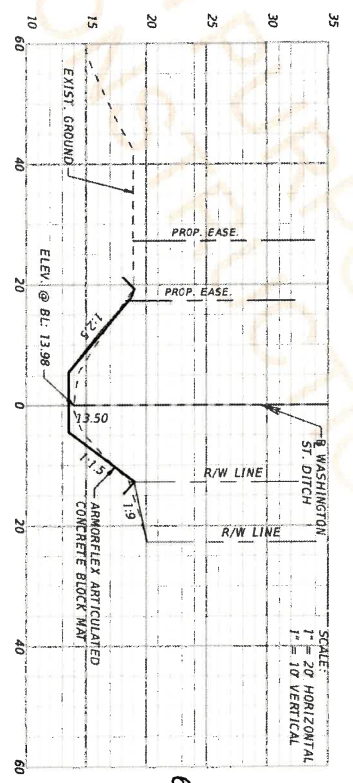 SCALE:
1" = 20' HORIZONTAL
1" = 10' VERTICAL
35
30
25
20
15
10
℄ WASHINGTON
ST. DITCH
PROP. EASE.
PROP. EASE.
R/W LINE
R/W LINE
EXIST. GROUND
1:2.5
13.50
1:1.5
1:9
ELEV. @ BL: 13.98
ARMORFLEX ARTICULATED
CONCRETE BLOCK MAT
60
40
20
0
20
40
60